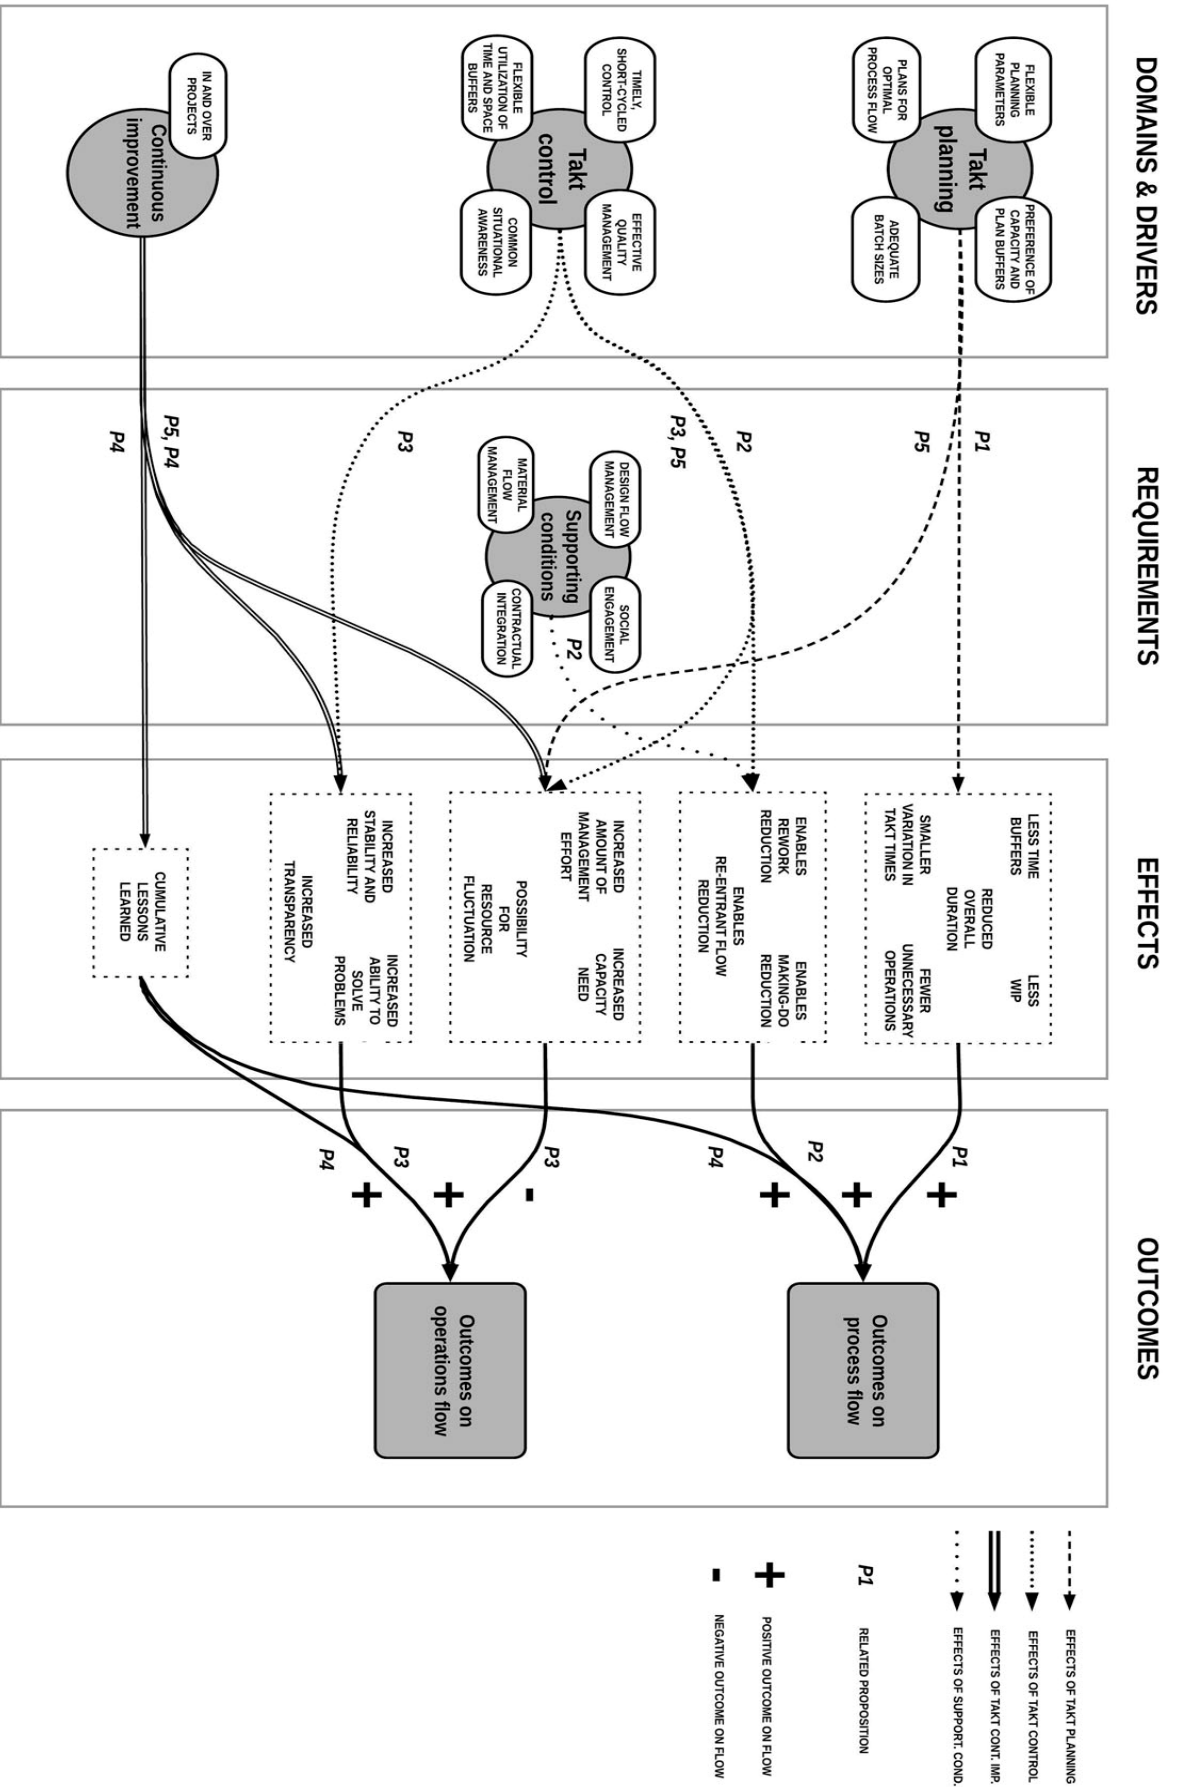 DOMAINS & DRIVERS
REQUIREMENTS
EFFECTS
OUTCOMES
FLEXIBLE
PLANNING
PARAMETERS
PREFERENCE OF
CAPACITY AND
PLAN BUFFERS
Takt
planning
PLANS FOR
OPTIMAL
PROCESS FLOW
ADEQUATE
BATCH SIZES
TIMELY,
SHORT-CYCLED
CONTROL
EFFECTIVE
QUALITY
MANAGEMENT
Takt
control
FLEXIBLE
UTILIZATION OF
TIME AND SPACE
BUFFERS
COMMON
SITUATIONAL
AWARENESS
IN AND OVER
PROJECTS
Continuous
improvement
P1
P5
P2
P3, P5
DESIGN FLOW
MANAGEMENT
SOCIAL
ENGAGEMENT
Supporting
conditions
P2
MATERIAL
FLOW
MANAGEMENT
CONTRACTUAL
INTEGRATION
P3
P5, P4
P4
LESS TIME
BUFFERS
LESS
WIP
REDUCED
OVERALL
DURATION
SMALLER
VARIATION IN
TAKT TIMES
FEWER
UNNECESSARY
OPERATIONS
ENABLES
REWORK
REDUCTION
ENABLES
MAKING-DO
REDUCTION
ENABLES
RE-ENTRANT FLOW
REDUCTION
INCREASED
AMOUNT OF
MANAGEMENT
EFFORT
INCREASED
CAPACITY
NEED
POSSIBILITY
FOR
RESOURCE
FLUCTUATION
INCREASED
STABILITY AND
RELIABILITY
INCREASED
ABILITY TO
SOLVE
PROBLEMS
INCREASED
TRANSPARENCY
CUMULATIVE
LESSONS
LEARNED
P1
+
P2
+
P4
+
P3
-
P3
+
P4
+
Outcomes on
process flow
Outcomes on
operations flow
EFFECTS OF TAKT PLANNING
EFFECTS OF TAKT CONTROL
EFFECTS OF TAKT CONT. IMP.
EFFECTS OF SUPPORT. COND.
P1 RELATED PROPOSITION
+ POSITIVE OUTCOME ON FLOW
- NEGATIVE OUTCOME ON FLOW